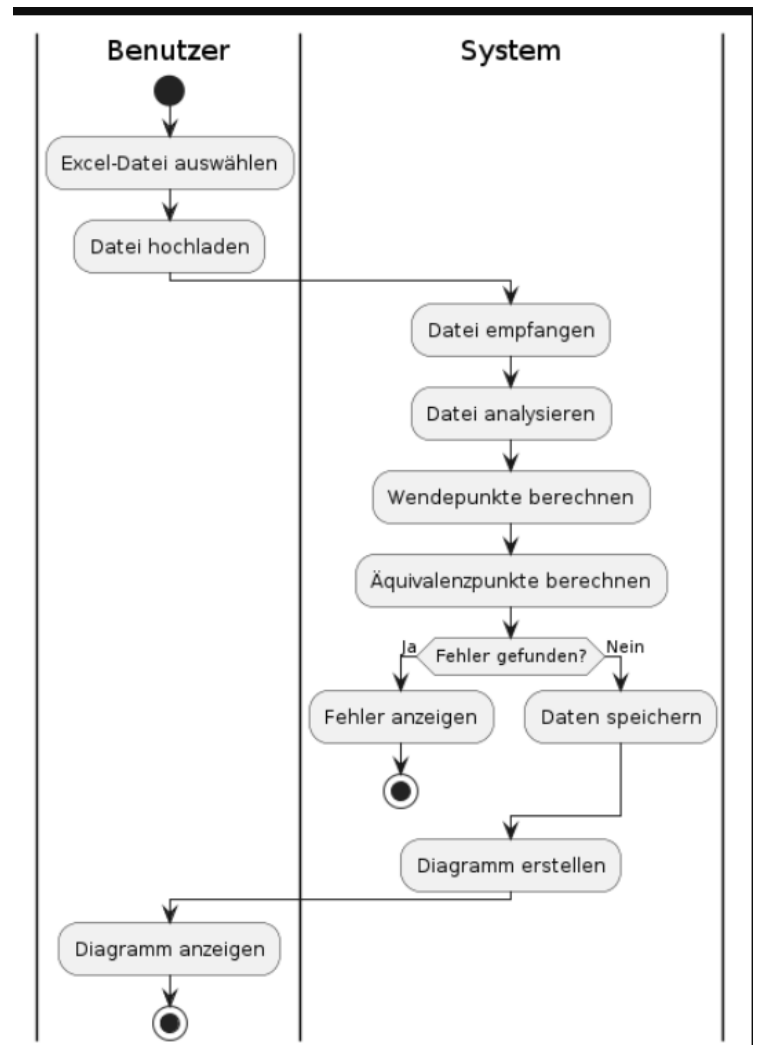 Benutzer
System
Excel-Datei auswählen
Datei hochladen
Datei empfangen
Datei analysieren
Wendepunkte berechnen
Äquivalenzpunkte berechnen
Ja
Fehler gefunden?
Nein
Fehler anzeigen
Daten speichern
Diagramm erstellen
Diagramm anzeigen